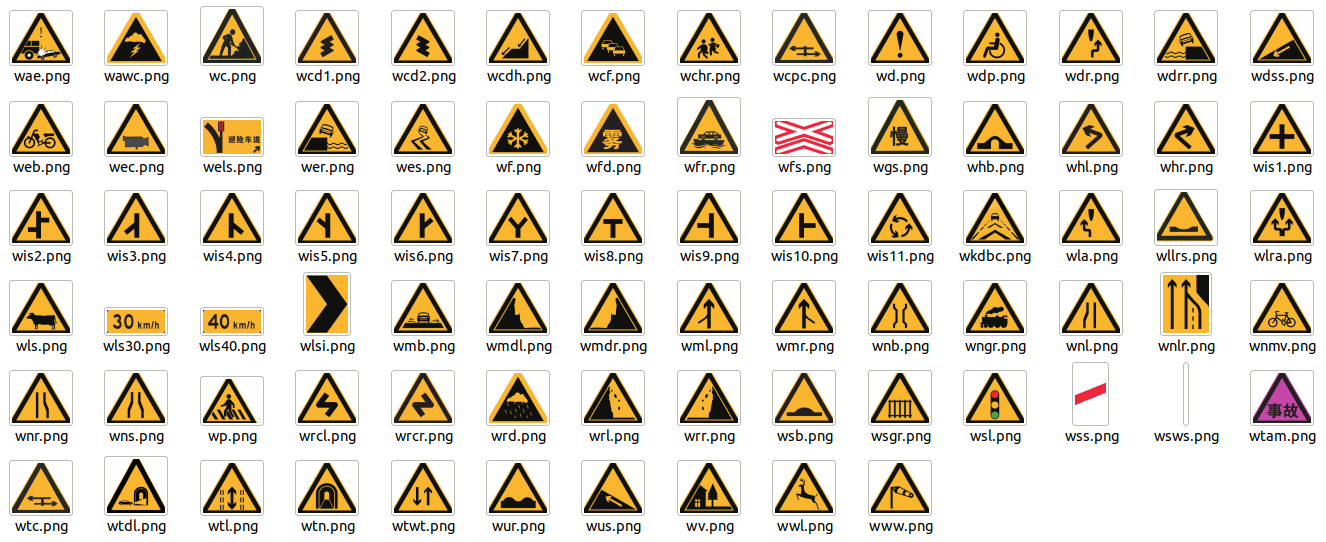 wae.png wawc.png wc.png wcd1.png wcd2.png wcdh.png wcf.png wchr.png wcpc.png wd.png wdp.png wdr.png wdrr.png wdss.png
避险车道
雾
慢
web.png wec.png wels.png wer.png wes.png wf.png wfd.png wfr.png wfs.png wgs.png whb.png whl.png whr.png wis1.png
wis2.png wis3.png wis4.png wis5.png wis6.png wis7.png wis8.png wis9.png wis10.png wis11.png wkdbc.png wla.png wllrs.png wlra.png
30 km/h
40 km/h
wls.png wls30.png wls40.png wlsi.png wmb.png wmdl.png wmdr.png wml.png wmr.png wnb.png wngr.png wnl.png wnlr.png wnmv.png
事故
wnr.png wns.png wp.png wrcl.png wrcr.png wrd.png wrl.png wrr.png wsb.png wsgr.png wsl.png wss.png wsws.png wtam.png
wtc.png wtdl.png wtl.png wtn.png wtwt.png wur.png wus.png wv.png wwl.png www.png